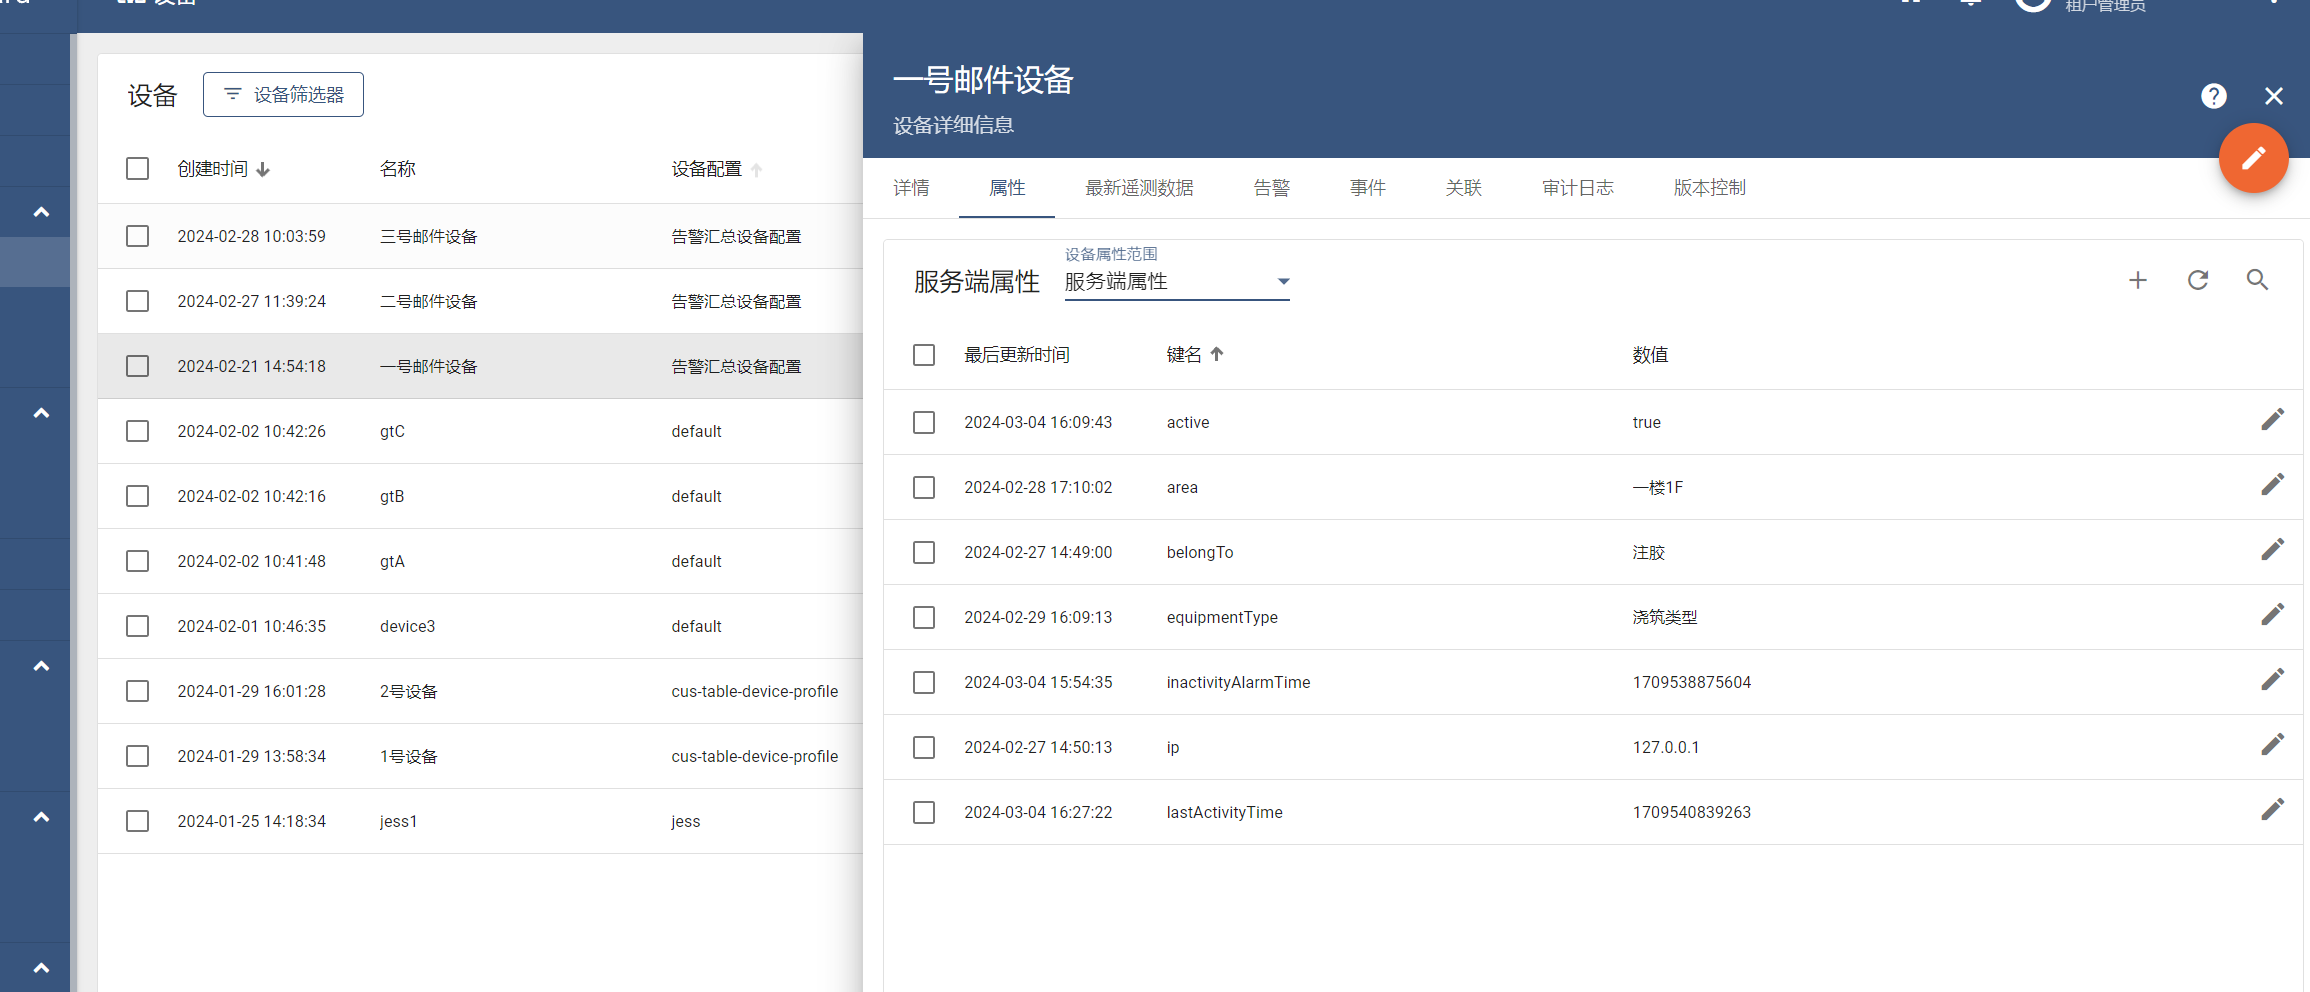 设备
租户管理员
设备
设备筛选器
创建时间 名称 设备配置
2024-02-28 10:03:59 三号邮件设备 告警汇总设备配置
2024-02-27 11:39:24 二号邮件设备 告警汇总设备配置
2024-02-21 14:54:18 一号邮件设备 告警汇总设备配置
2024-02-02 10:42:26 gtC default
2024-02-02 10:42:16 gtB default
2024-02-02 10:41:48 gtA default
2024-02-01 10:46:35 device3 default
2024-01-29 16:01:28 2号设备 cus-table-device-profile
2024-01-29 13:58:34 1号设备 cus-table-device-profile
2024-01-25 14:18:34 jess1 jess
一号邮件设备
设备详细信息
详情 属性 最新遥测数据 告警 事件 关联 审计日志 版本控制
设备属性范围
服务端属性 服务端属性
最后更新时间 键名 数值
2024-03-04 16:09:43 active true
2024-02-28 17:10:02 area 一楼1F
2024-02-27 14:49:00 belongTo 注胶
2024-02-29 16:09:13 equipmentType 浇筑类型
2024-03-04 15:54:35 inactivityAlarmTime 1709538875604
2024-02-27 14:50:13 ip 127.0.0.1
2024-03-04 16:27:22 lastActivityTime 1709540839263